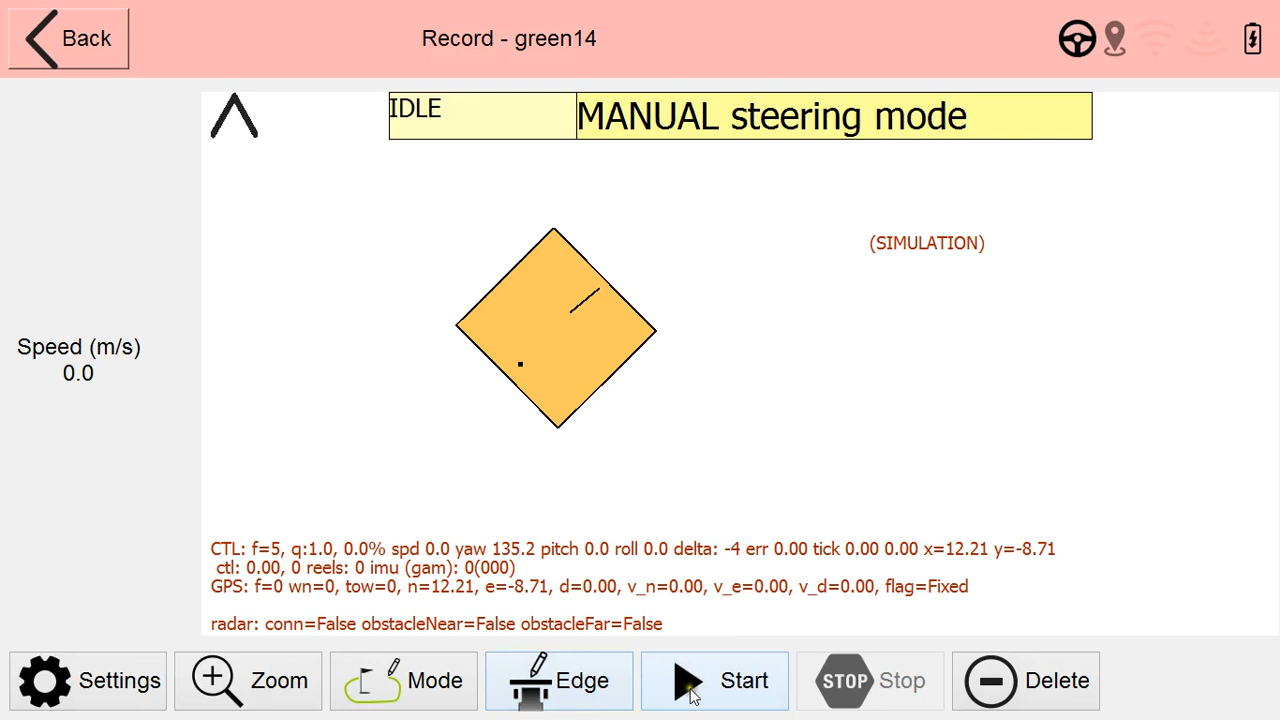 Back
Record - green14
IDLE
MANUAL steering mode
(SIMULATION)
Speed (m/s)
0.0
CTL: f=5, q:1.0, 0.0% spd 0.0 yaw 135.2 pitch 0.0 roll 0.0 delta: -4 err 0.00 tick 0.00 0.00 x=12.21 y=-8.71
ctl: 0.00, 0 reels: 0 imu (gam): 0(000)
GPS: f=0 wn=0, tow=0, n=12.21, e=-8.71, d=0.00, v_n=0.00, v_e=0.00, v_d=0.00, flag=Fixed
radar: conn=False obstacleNear=False obstacleFar=False
Settings
Zoom
Mode
Edge
Start
STOP Stop
Delete